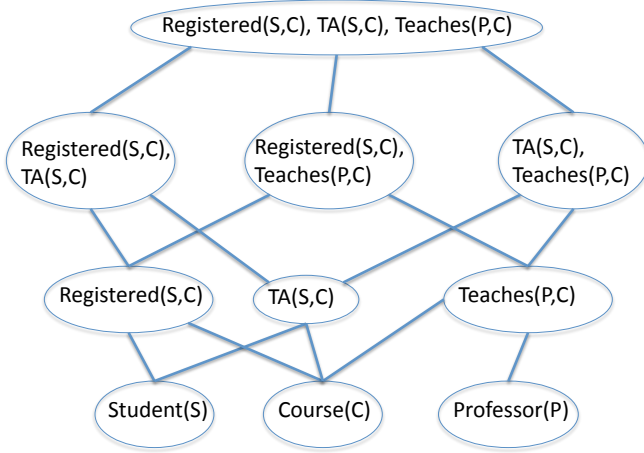 Registered(S,C), TA(S,C), Teaches(P,C)
Registered(S,C),
TA(S,C)
Registered(S,C),
Teaches(P,C)
TA(S,C),
Teaches(P,C)
Registered(S,C)
TA(S,C)
Teaches(P,C)
Student(S)
Course(C)
Professor(P)